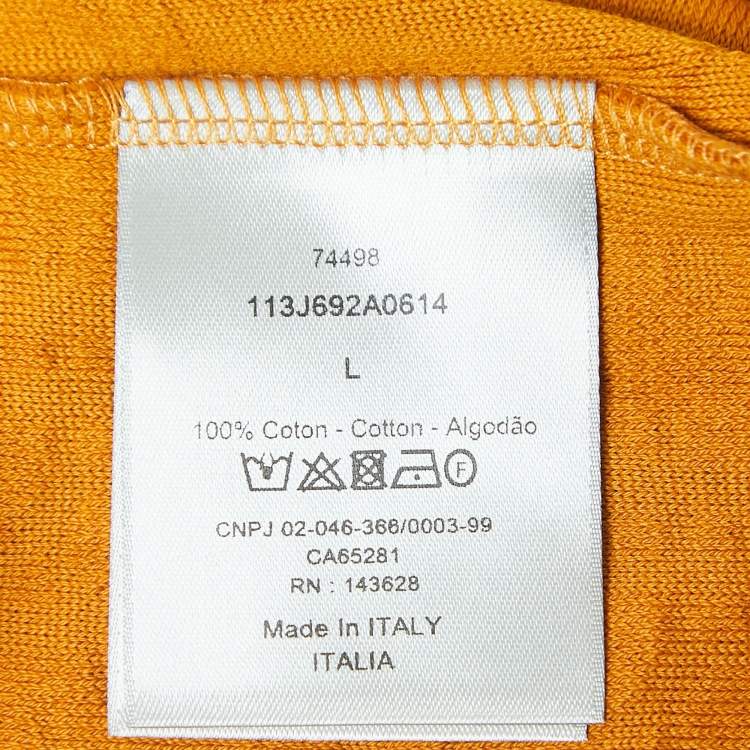 74498
113J692A0614
L
100% Coton - Cotton - Algodão
F
CNPJ 02-046-366/0003-99
CA65281
RN : 143628
Made In ITALY
ITALIA